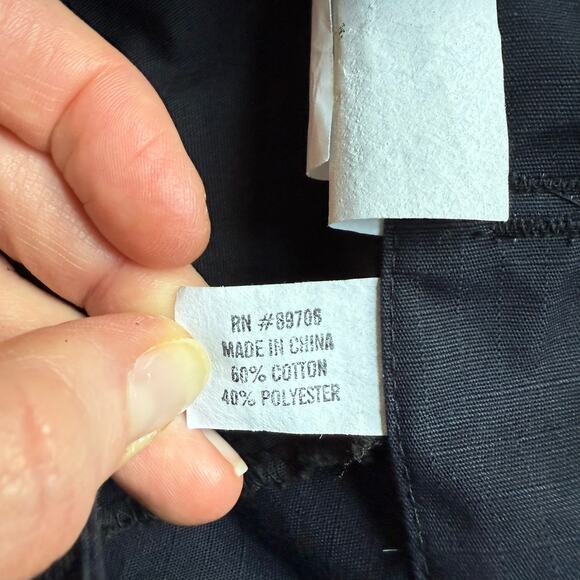 RN #89706
MADE IN CHINA
60% COTTON
40% POLYESTER